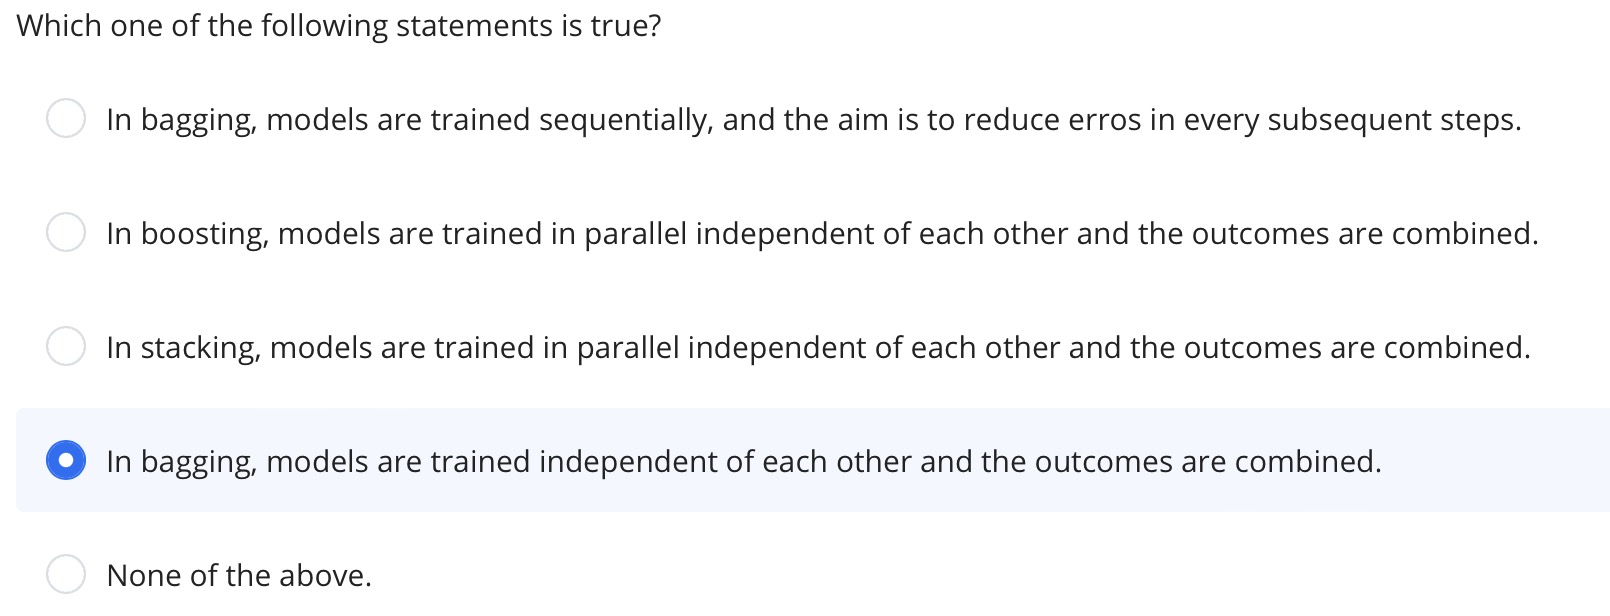 Which one of the following statements is true?
In bagging, models are trained sequentially, and the aim is to reduce erros in every subsequent steps.
In boosting, models are trained in parallel independent of each other and the outcomes are combined.
In stacking, models are trained in parallel independent of each other and the outcomes are combined.
In bagging, models are trained independent of each other and the outcomes are combined.
None of the above.